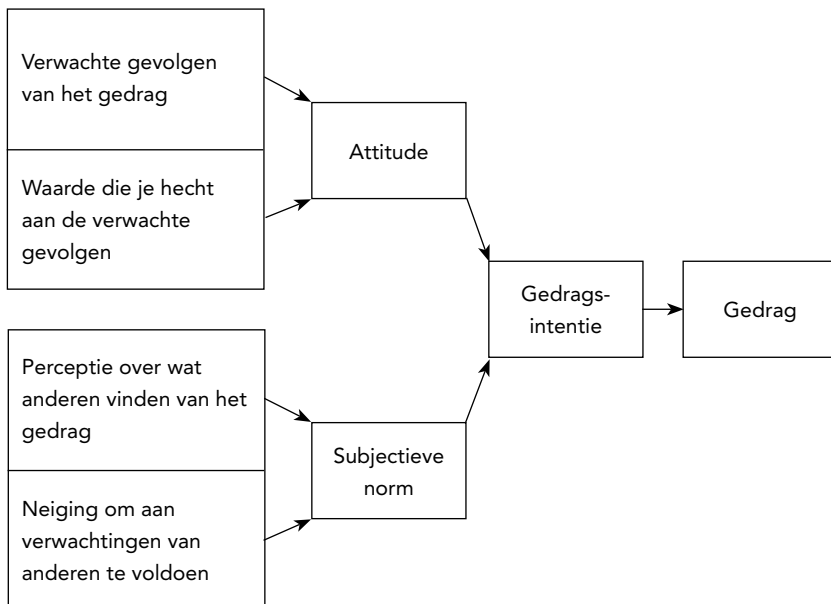 Verwachte gevolgen
van het gedrag
Waarde die je hecht
aan de verwachte
gevolgen
Attitude
Perceptie over wat
anderen vinden van het
gedrag
Neiging om aan
verwachtingen van
anderen te voldoen
Subjectieve
norm
Gedrags-
intentie
Gedrag